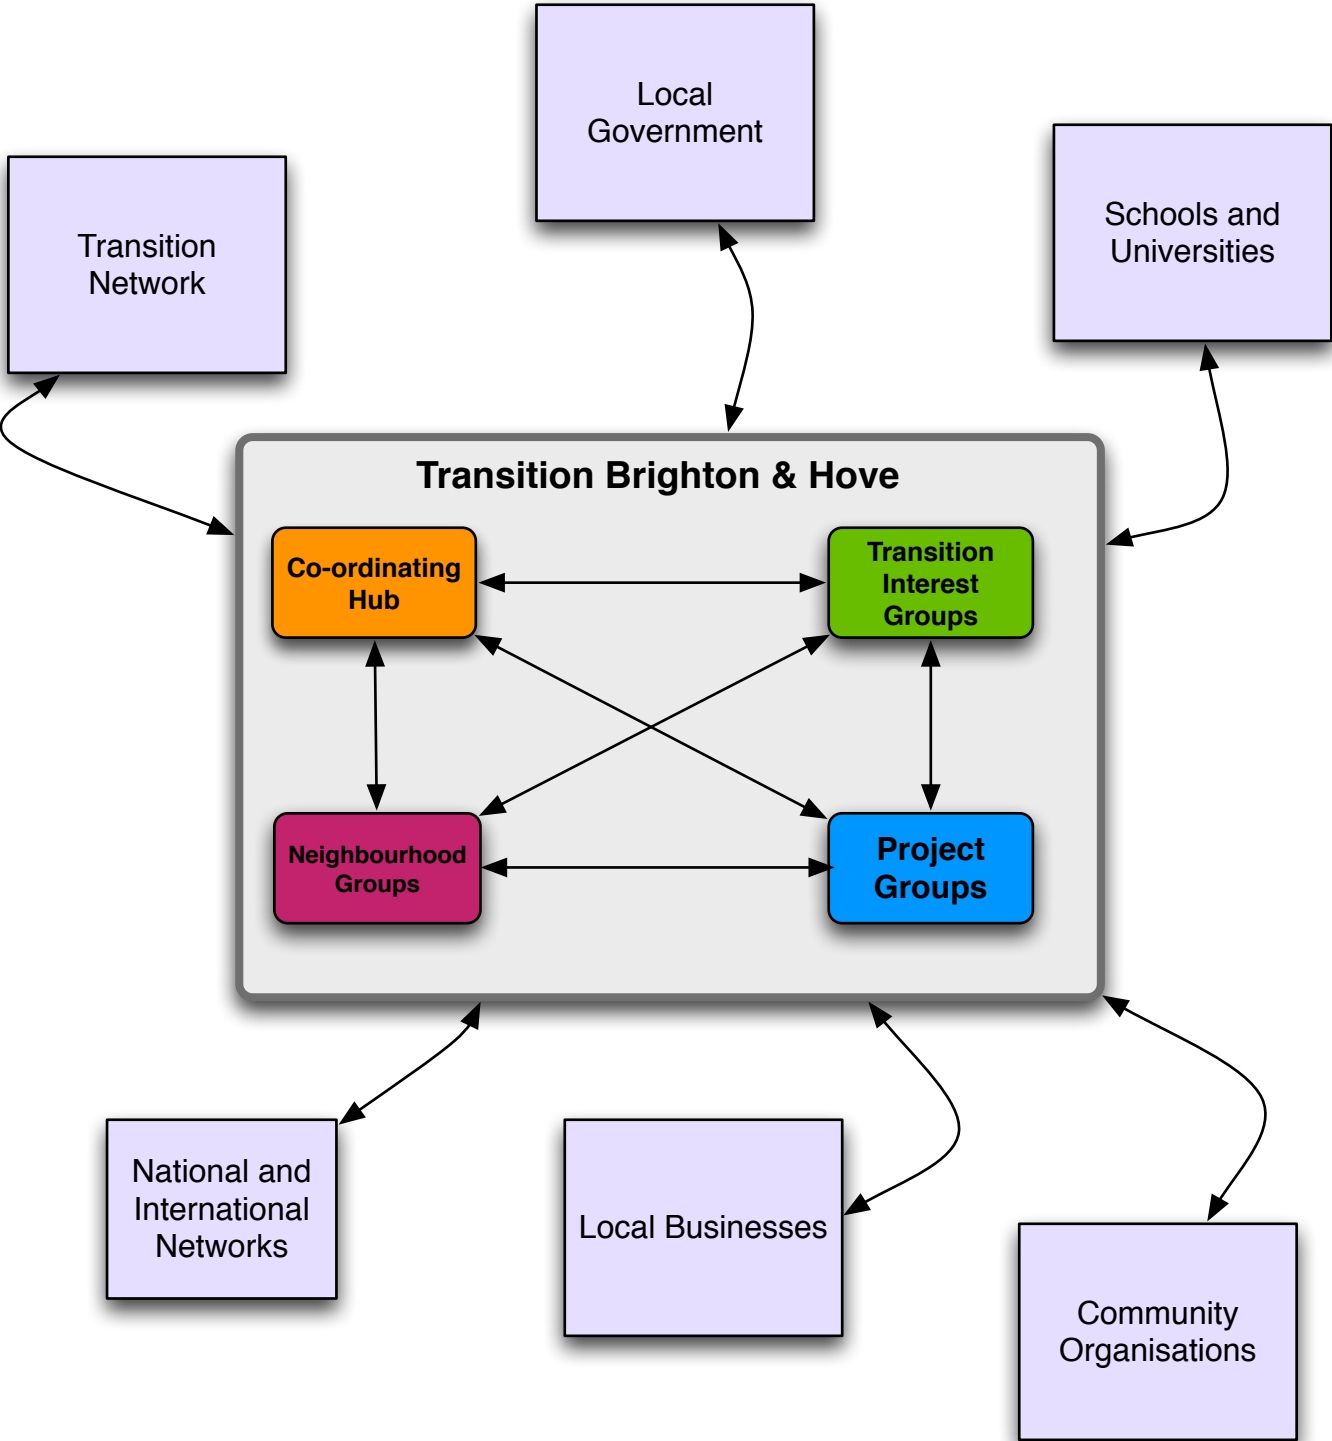 Local
Government
Schools and
Universities
Transition
Network
Transition Brighton & Hove
Co-ordinating
Hub
Transition
Interest
Groups
Neighbourhood
Groups
Project
Groups
National and
International
Networks
Local Businesses
Community
Organisations